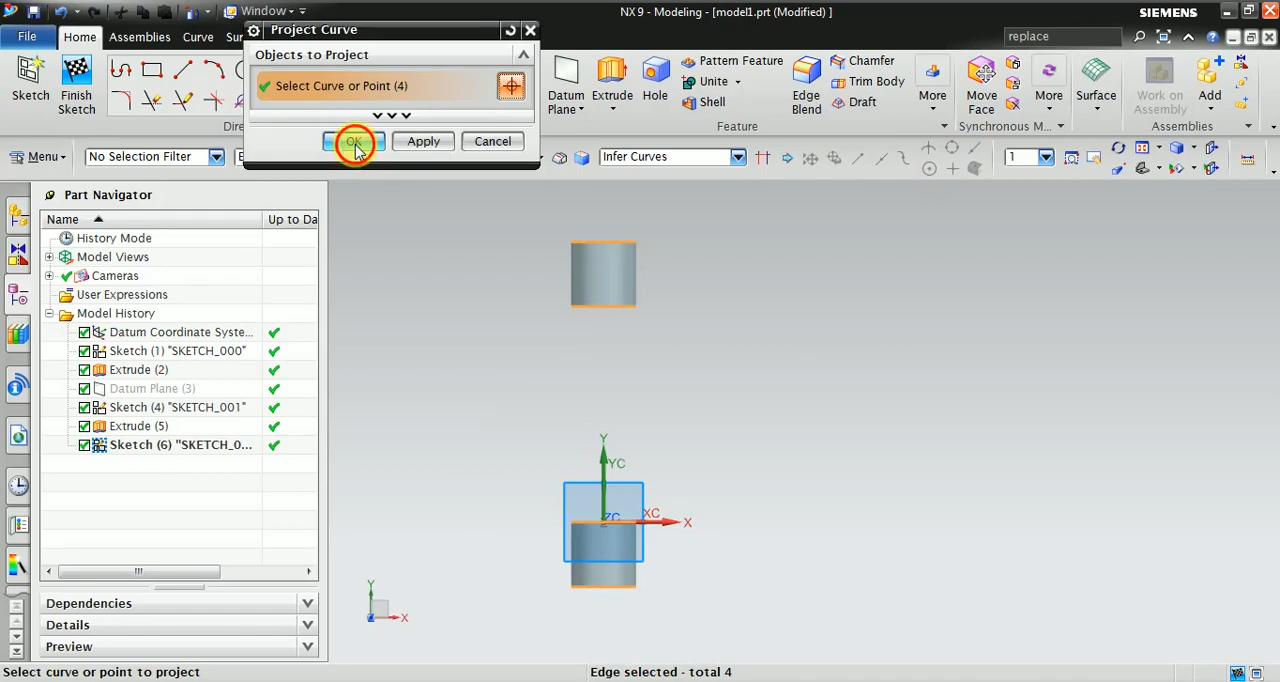 Window
NX 9 - Modeling - [model1.prt (Modified) ]
SIEMENS
File
Home
Assemblies
Curve
Project Curve
replace
Sketch
Finish
Sketch
Objects to Project
Select Curve or Point (4)
OK
Apply
Cancel
Datum
Plane
Extrude
Hole
Pattern Feature
Unite
Shell
Edge
Blend
Chamfer
Trim Body
Draft
More
Feature
Move
Face
More
Synchronous M...
Surface
Work on
Assembly
Add
Assemblies
Menu
No Selection Filter
Infer Curves
1
Part Navigator
Name
Up to Da
History Mode
Model Views
Cameras
User Expressions
Model History
Datum Coordinate Syste...
Sketch (1) "SKETCH_000"
Extrude (2)
Datum Plane (3)
Sketch (4) "SKETCH_001"
Extrude (5)
Sketch (6) "SKETCH_0...
Dependencies
Details
Preview
Y
YC
ZC
XC
X
Y
X
Select curve or point to project
Edge selected - total 4